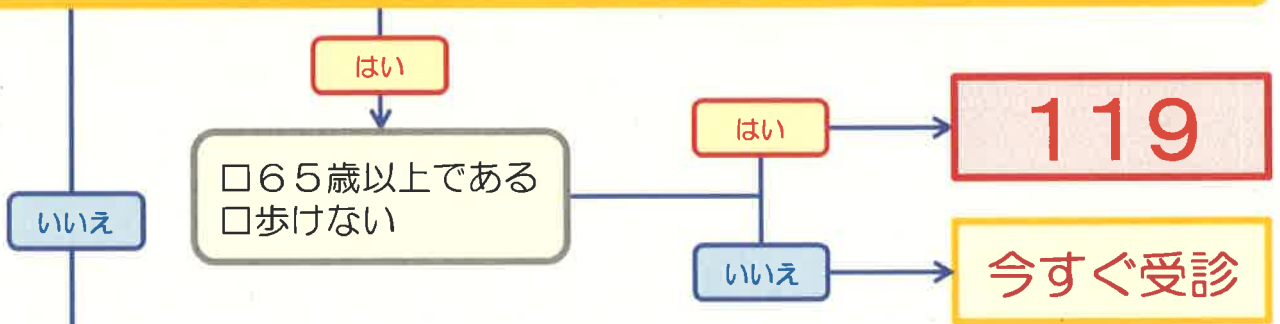 はい
□65歳以上である
□歩けない
いいえ
はい
119
いいえ
今すぐ受診